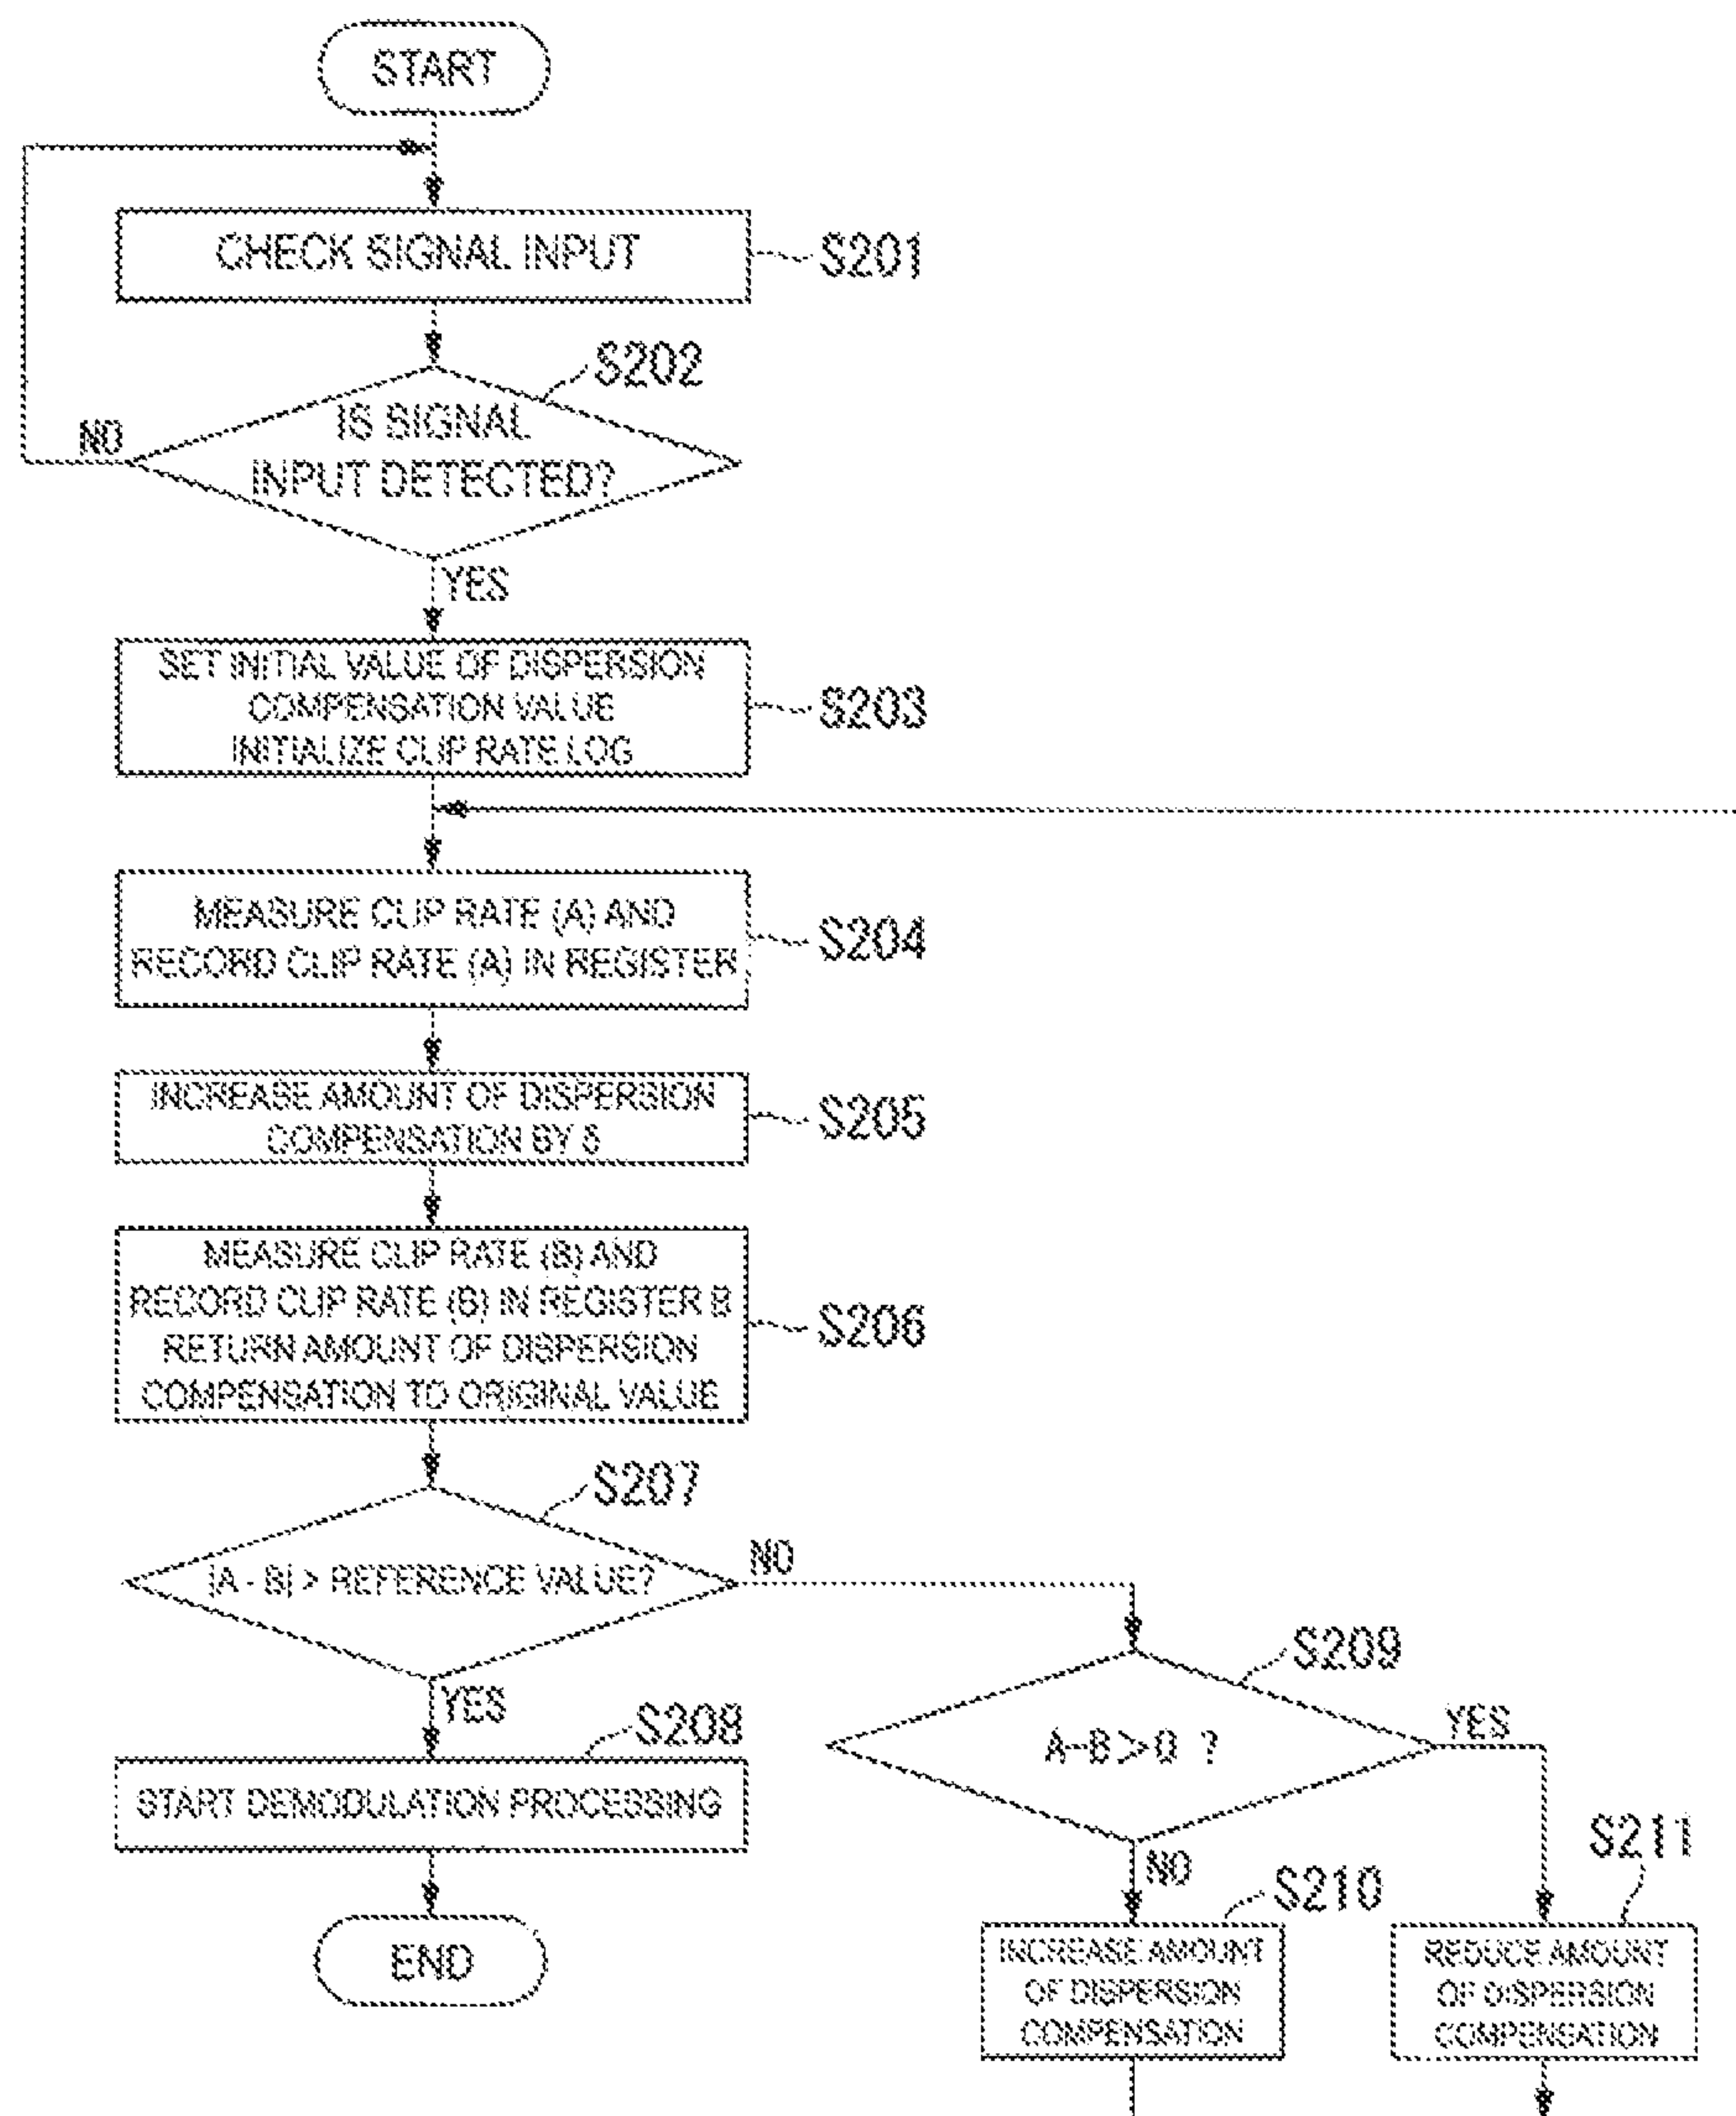 START
CHECK SIGNAL INPUT
S201
S202
IS SIGNAL
INPUT DETECTED?
NO
YES
SET INITIAL VALUE OF DISPERSION
COMPENSATION VALUE
INITIALIZE CLIP RATE LOG
S203
MEASURE CLIP RATE (A) AND
RECORD CLIP RATE (A) IN REGISTER
S204
INCREASE AMOUNT OF DISPERSION
COMPENSATION BY δ
S205
MEASURE CLIP RATE (B) AND
RECORD CLIP RATE (B) IN REGISTER B
RETURN AMOUNT OF DISPERSION
COMPENSATION TO ORIGINAL VALUE
S206
S207
|A - B| > REFERENCE VALUE?
NO
YES
S208
START DEMODULATION PROCESSING
END
S209
A-B>0 ?
YES
NO
S210
INCREASE AMOUNT
OF DISPERSION
COMPENSATION
S211
REDUCE AMOUNT
OF DISPERSION
COMPENSATION